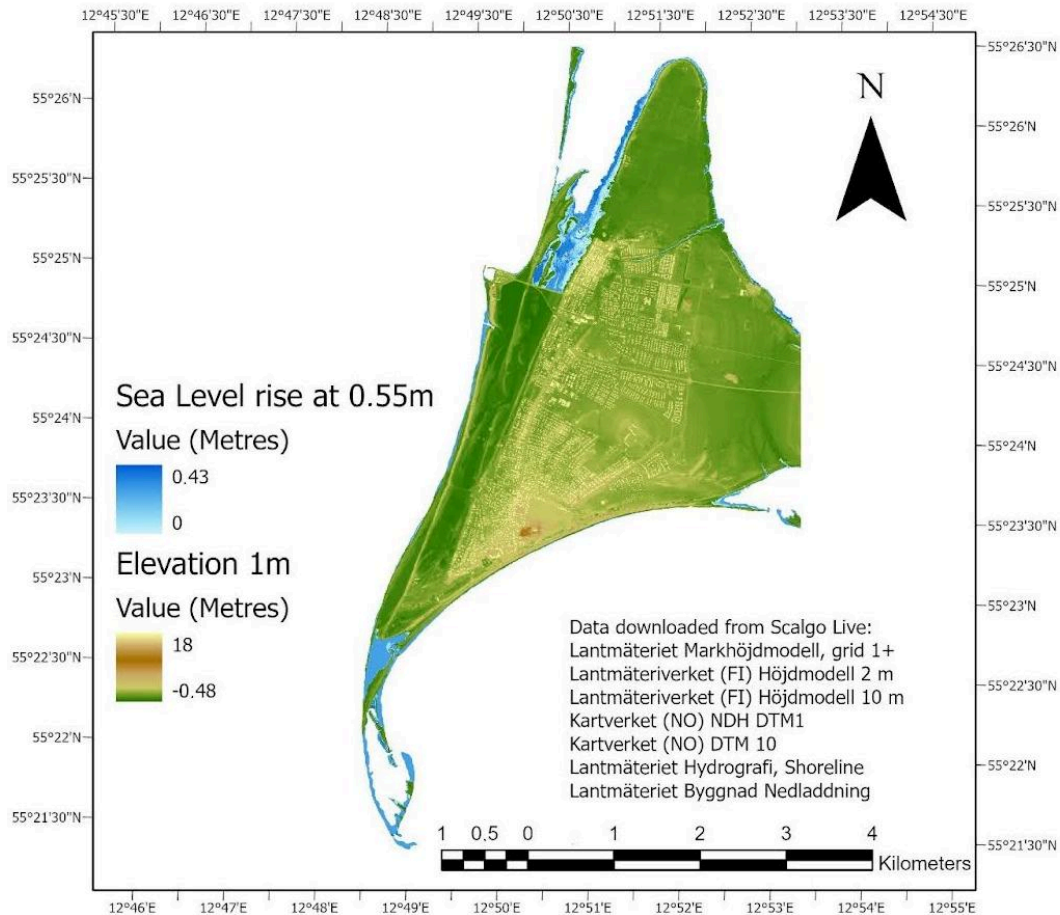 12°45'30"E 12°46'30"E 12°47'30"E 12°48'30"E 12°49'30"E 12°50'30"E 12°51'30"E 12°52'30"E 12°53'30"E 12°54'30"E
55°26'30"N
55°26'N
N
55°26'N
55°25'30"N
55°25'30"N
55°25'N
55°25'N
55°24'30"N
55°24'30"N
Sea Level rise at 0.55m
55°24'N
55°24'N
Value (Metres)
0.43
0
55°23'30"N
55°23'30"N
Elevation 1m
55°23'N
55°23'N
Value (Metres)
18
-0.48
Data downloaded from Scalgo Live:
Lantmäteriet Markhöjdmodell, grid 1+
Lantmäteriverket (FI) Höjdmodell 2 m
Lantmäteriverket (FI) Höjdmodell 10 m
Kartverket (NO) NDH DTM1
Kartverket (NO) DTM 10
Lantmäteriet Hydrografi, Shoreline
Lantmäteriet Byggnad Nedladdning
55°22'30"N
55°22'30"N
55°22'N
55°22'N
55°21'30"N
55°21'30"N
1 0.5 0 1 2 3 4
Kilometers
12°46'E 12°47'E 12°48'E 12°49'E 12°50'E 12°51'E 12°52'E 12°53'E 12°54'E 12°55'E